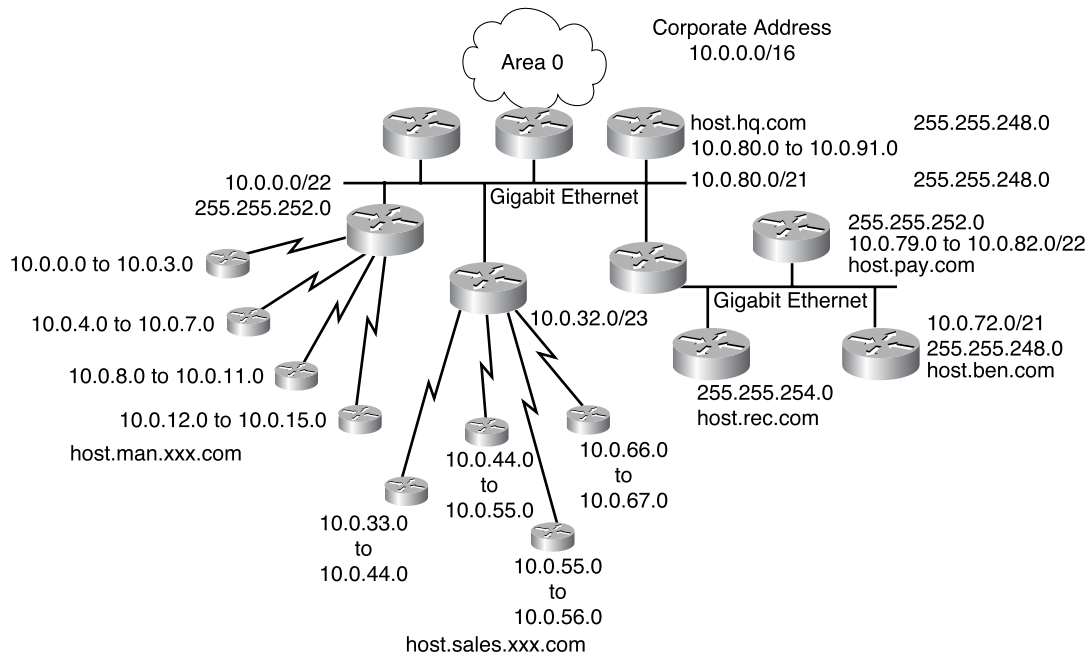 Corporate Address
10.0.0.0/16
Area 0
host.hq.com 255.255.248.0
10.0.80.0 to 10.0.91.0
10.0.0.0/22
255.255.252.0
Gigabit Ethernet
10.0.80.0/21 255.255.248.0
255.255.252.0
10.0.79.0 to 10.0.82.0/22
host.pay.com
10.0.0.0 to 10.0.3.0
Gigabit Ethernet
10.0.4.0 to 10.0.7.0
10.0.32.0/23
10.0.72.0/21
255.255.248.0
host.ben.com
10.0.8.0 to 10.0.11.0
255.255.254.0
host.rec.com
10.0.12.0 to 10.0.15.0
host.man.xxx.com
10.0.44.0
to
10.0.55.0
10.0.66.0
to
10.0.67.0
10.0.33.0
to
10.0.44.0
10.0.55.0
to
10.0.56.0
host.sales.xxx.com